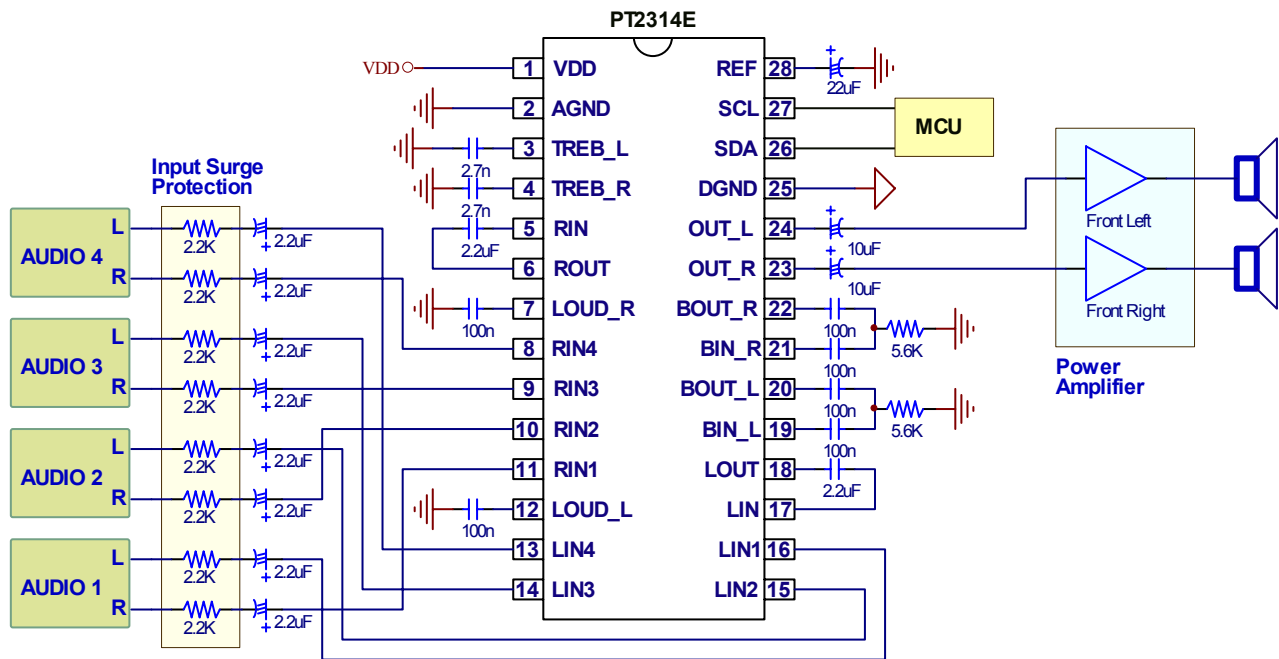 PT2314E
VDD
1 VDD
2 AGND
3 TREB_L
2.7n
4 TREB_R
2.7n
5 RIN
2.2uF
6 ROUT
7 LOUD_R
100n
8 RIN4
9 RIN3
10 RIN2
11 RIN1
12 LOUD_L
100n
13 LIN4
14 LIN3
REF 28
22uF
SCL 27
SDA 26
MCU
DGND 25
OUT_L 24
10uF
OUT_R 23
10uF
BOUT_R 22
100n
BIN_R 21
100n
5.6K
BOUT_L 20
100n
BIN_L 19
100n
5.6K
LOUT 18
2.2uF
LIN 17
LIN1 16
LIN2 15
Input Surge
Protection
AUDIO 4
L
2.2K
+ 2.2uF
R
2.2K
+ 2.2uF
AUDIO 3
L
2.2K
+ 2.2uF
R
2.2K
+ 2.2uF
AUDIO 2
L
2.2K
+ 2.2uF
R
2.2K
+ 2.2uF
AUDIO 1
L
2.2K
+ 2.2uF
R
2.2K
+ 2.2uF
Front Left
Front Right
Power
Amplifier